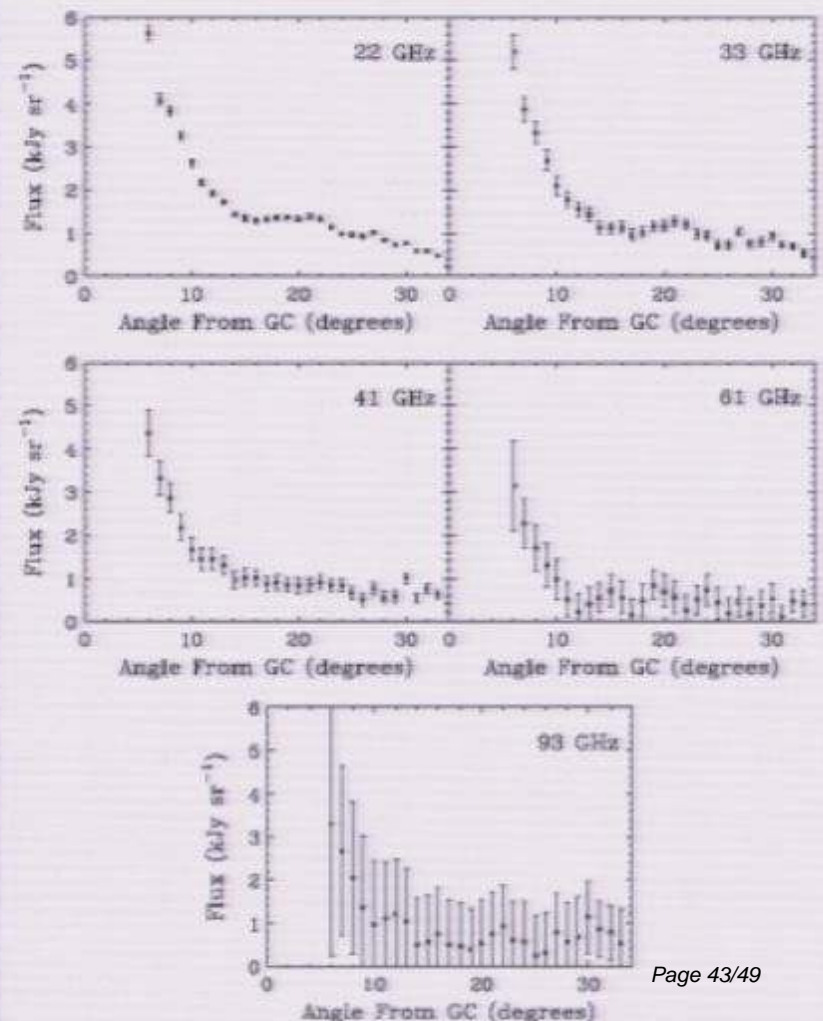 6
5
4
3
2
1
0
Flux (kJy sr⁻¹)
22 GHz
33 GHz
0 10 20 30 0 10 20 30
Angle From GC (degrees) Angle From GC (degrees)
6
5
4
3
2
1
0
Flux (kJy sr⁻¹)
41 GHz
61 GHz
0 10 20 30 0 10 20 30
Angle From GC (degrees) Angle From GC (degrees)
6
5
4
3
2
1
0
Flux (kJy sr⁻¹)
93 GHz
10 20 30
Angle From GC (degrees)
Page 43/49